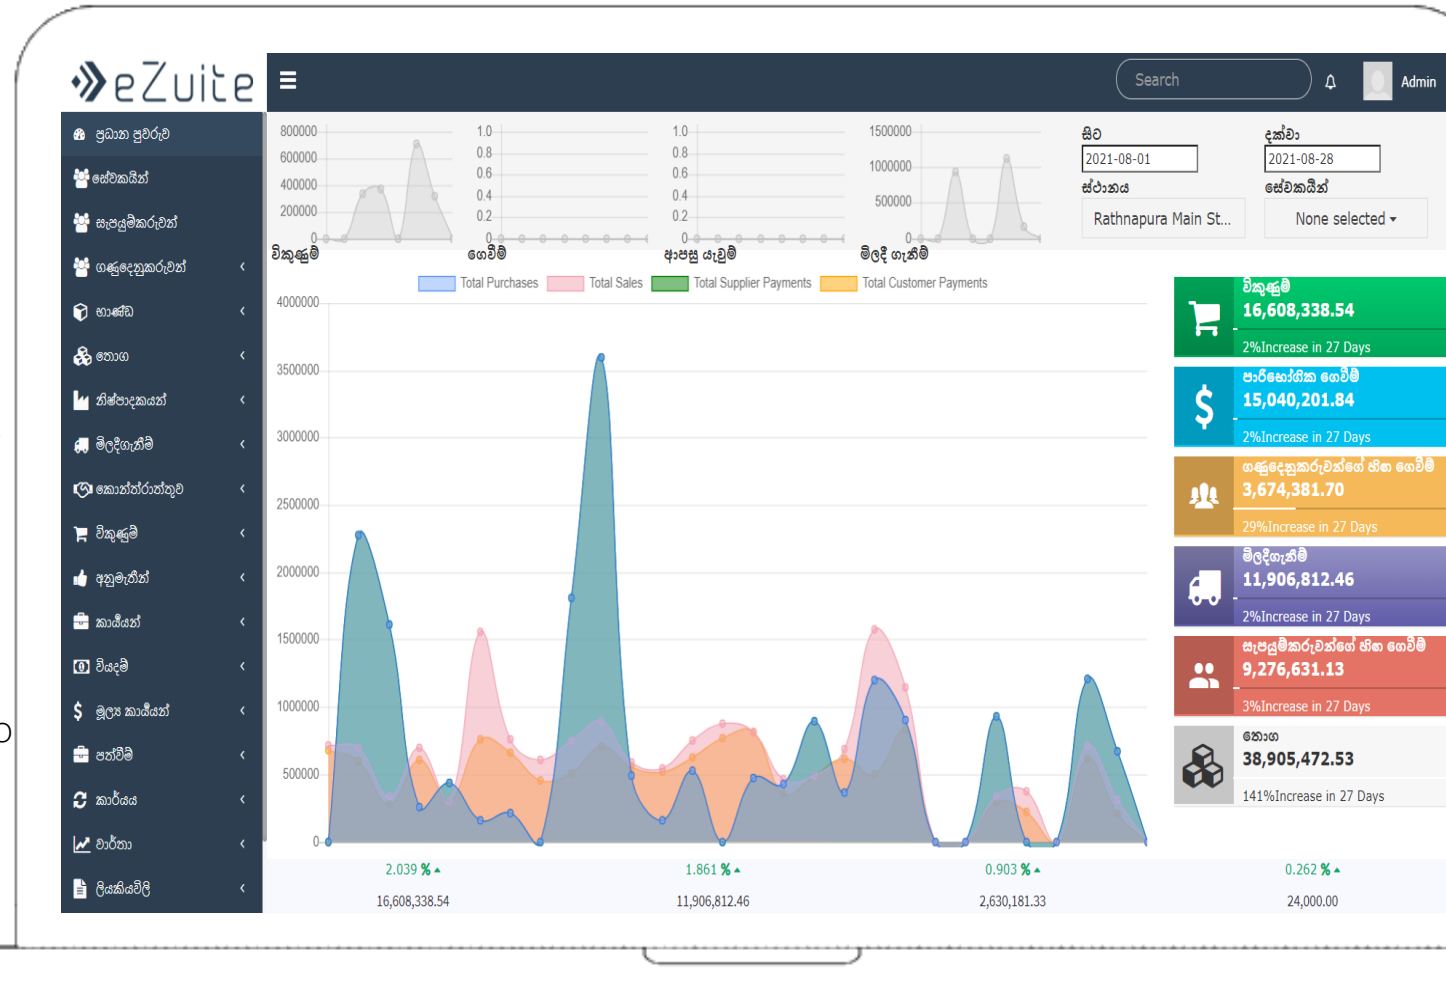 eZuite
Search
Admin
ප්‍රධාන පුවරුව
සේවකයින්
සැපයුම්කරුවන්
ගණුදෙනුකරුවන්
භාණ්ඩ
තොග
නිෂ්පාදකයන්
මිලදීගැනීම්
කොන්ත්රාත්තුව
විකුණුම්
අනුමැතීන්
කාර්‍යයන්
වියදම්
මූල්‍ය කාර්‍යයන්
පත්වීම්
කාර්යය
වාර්තා
ලියකියවිලි
800000
600000
400000
200000
0
විකුණුම්
1.0
0.8
0.6
0.4
0.2
0
ගෙවීම්
1.0
0.8
0.6
0.4
0.2
0
ආපසු යැවුම්
1500000
1000000
500000
0
මිලදී ගැනීම්
සිට
2021-08-01
දක්වා
2021-08-28
ස්ථානය
Rathnapura Main St...
සේවකයින්
None selected
Total Purchases
Total Sales
Total Supplier Payments
Total Customer Payments
4000000
3500000
3000000
2500000
2000000
1500000
1000000
500000
0
විකුණුම්
16,608,338.54
2%Increase in 27 Days
පාරිභෝගික ගෙවීම්
15,040,201.84
2%Increase in 27 Days
ගණුදෙනුකරුවන්ගේ හිඟ ගෙවීම්
3,674,381.70
29%Increase in 27 Days
මිලදීගැනීම්
11,906,812.46
2%Increase in 27 Days
සැපයුම්කරුවන්ගේ හිඟ ගෙවීම්
9,276,631.13
3%Increase in 27 Days
තොග
38,905,472.53
141%Increase in 27 Days
2.039 %
1.861 %
0.903 %
0.262 %
16,608,338.54
11,906,812.46
2,630,181.33
24,000.00